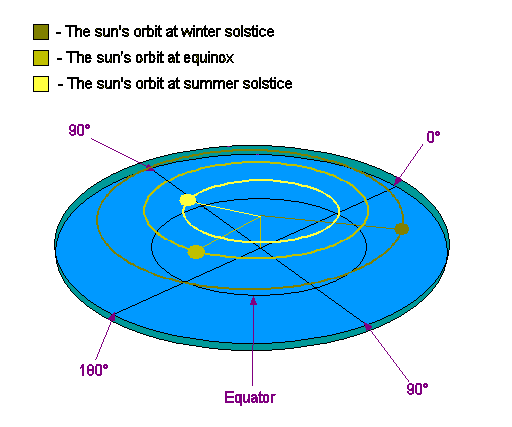 - The sun's orbit at winter solstice
- The sun's orbit at equinox
- The sun's orbit at summer solstice
90°
0°
180°
90°
Equator